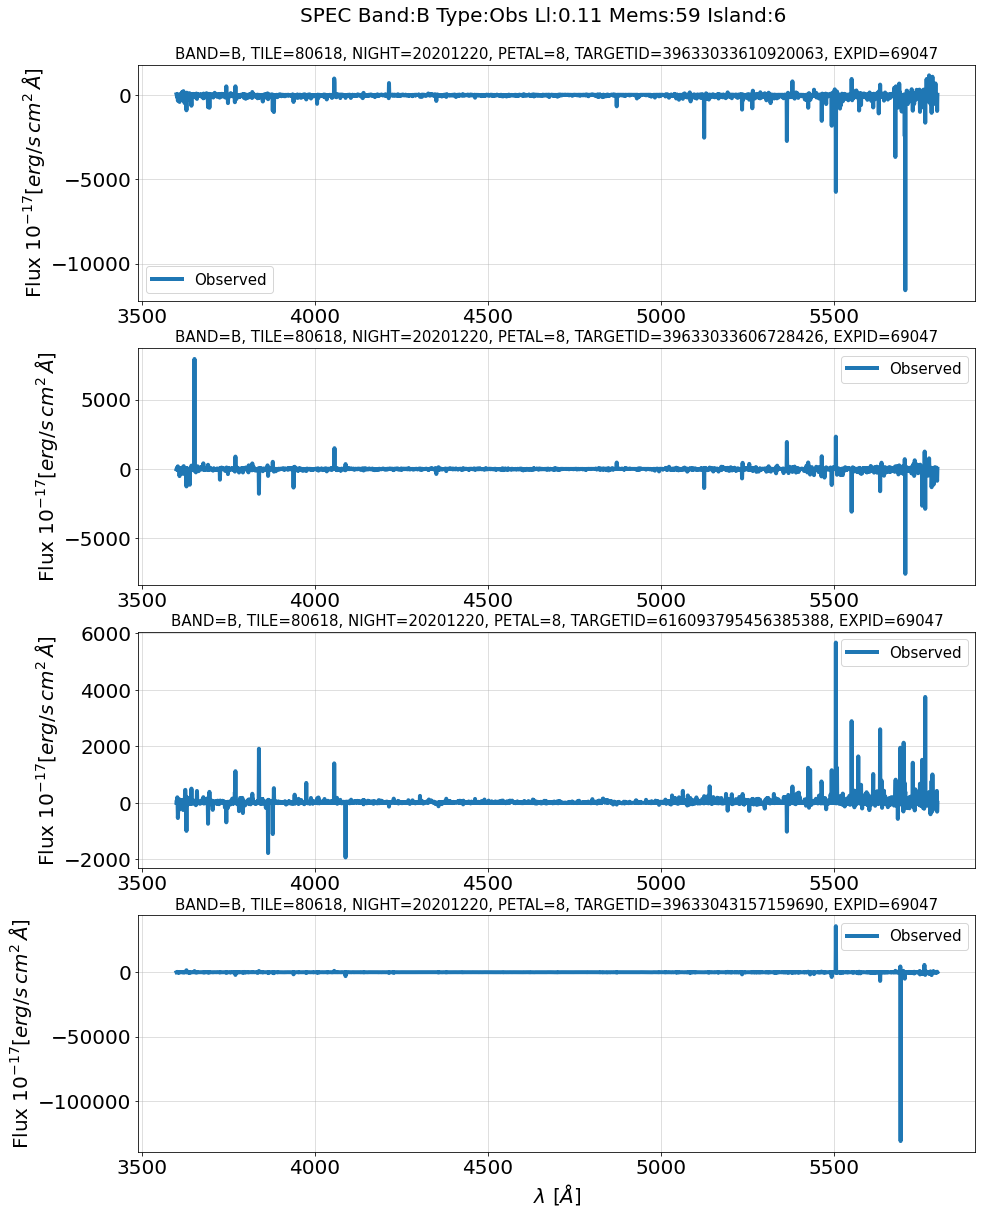 SPEC Band:B Type:Obs Ll:0.11 Mems:59 Island:6
BAND=B, TILE=80618, NIGHT=20201220, PETAL=8, TARGETID=39633033610920063, EXPID=69047
Flux 10^{-17}[erg/s cm^2 Å]
0
−5000
−10000
Observed
3500 4000 4500 5000 5500
BAND=B, TILE=80618, NIGHT=20201220, PETAL=8, TARGETID=39633033606728426, EXPID=69047
Flux 10^{-17}[erg/s cm^2 Å]
5000
0
−5000
Observed
3500 4000 4500 5000 5500
BAND=B, TILE=80618, NIGHT=20201220, PETAL=8, TARGETID=616093795456385388, EXPID=69047
Flux 10^{-17}[erg/s cm^2 Å]
6000
4000
2000
0
−2000
Observed
3500 4000 4500 5000 5500
BAND=B, TILE=80618, NIGHT=20201220, PETAL=8, TARGETID=39633043157159690, EXPID=69047
Flux 10^{-17}[erg/s cm^2 Å]
0
−50000
−100000
Observed
3500 4000 4500 5000 5500
λ [Å]